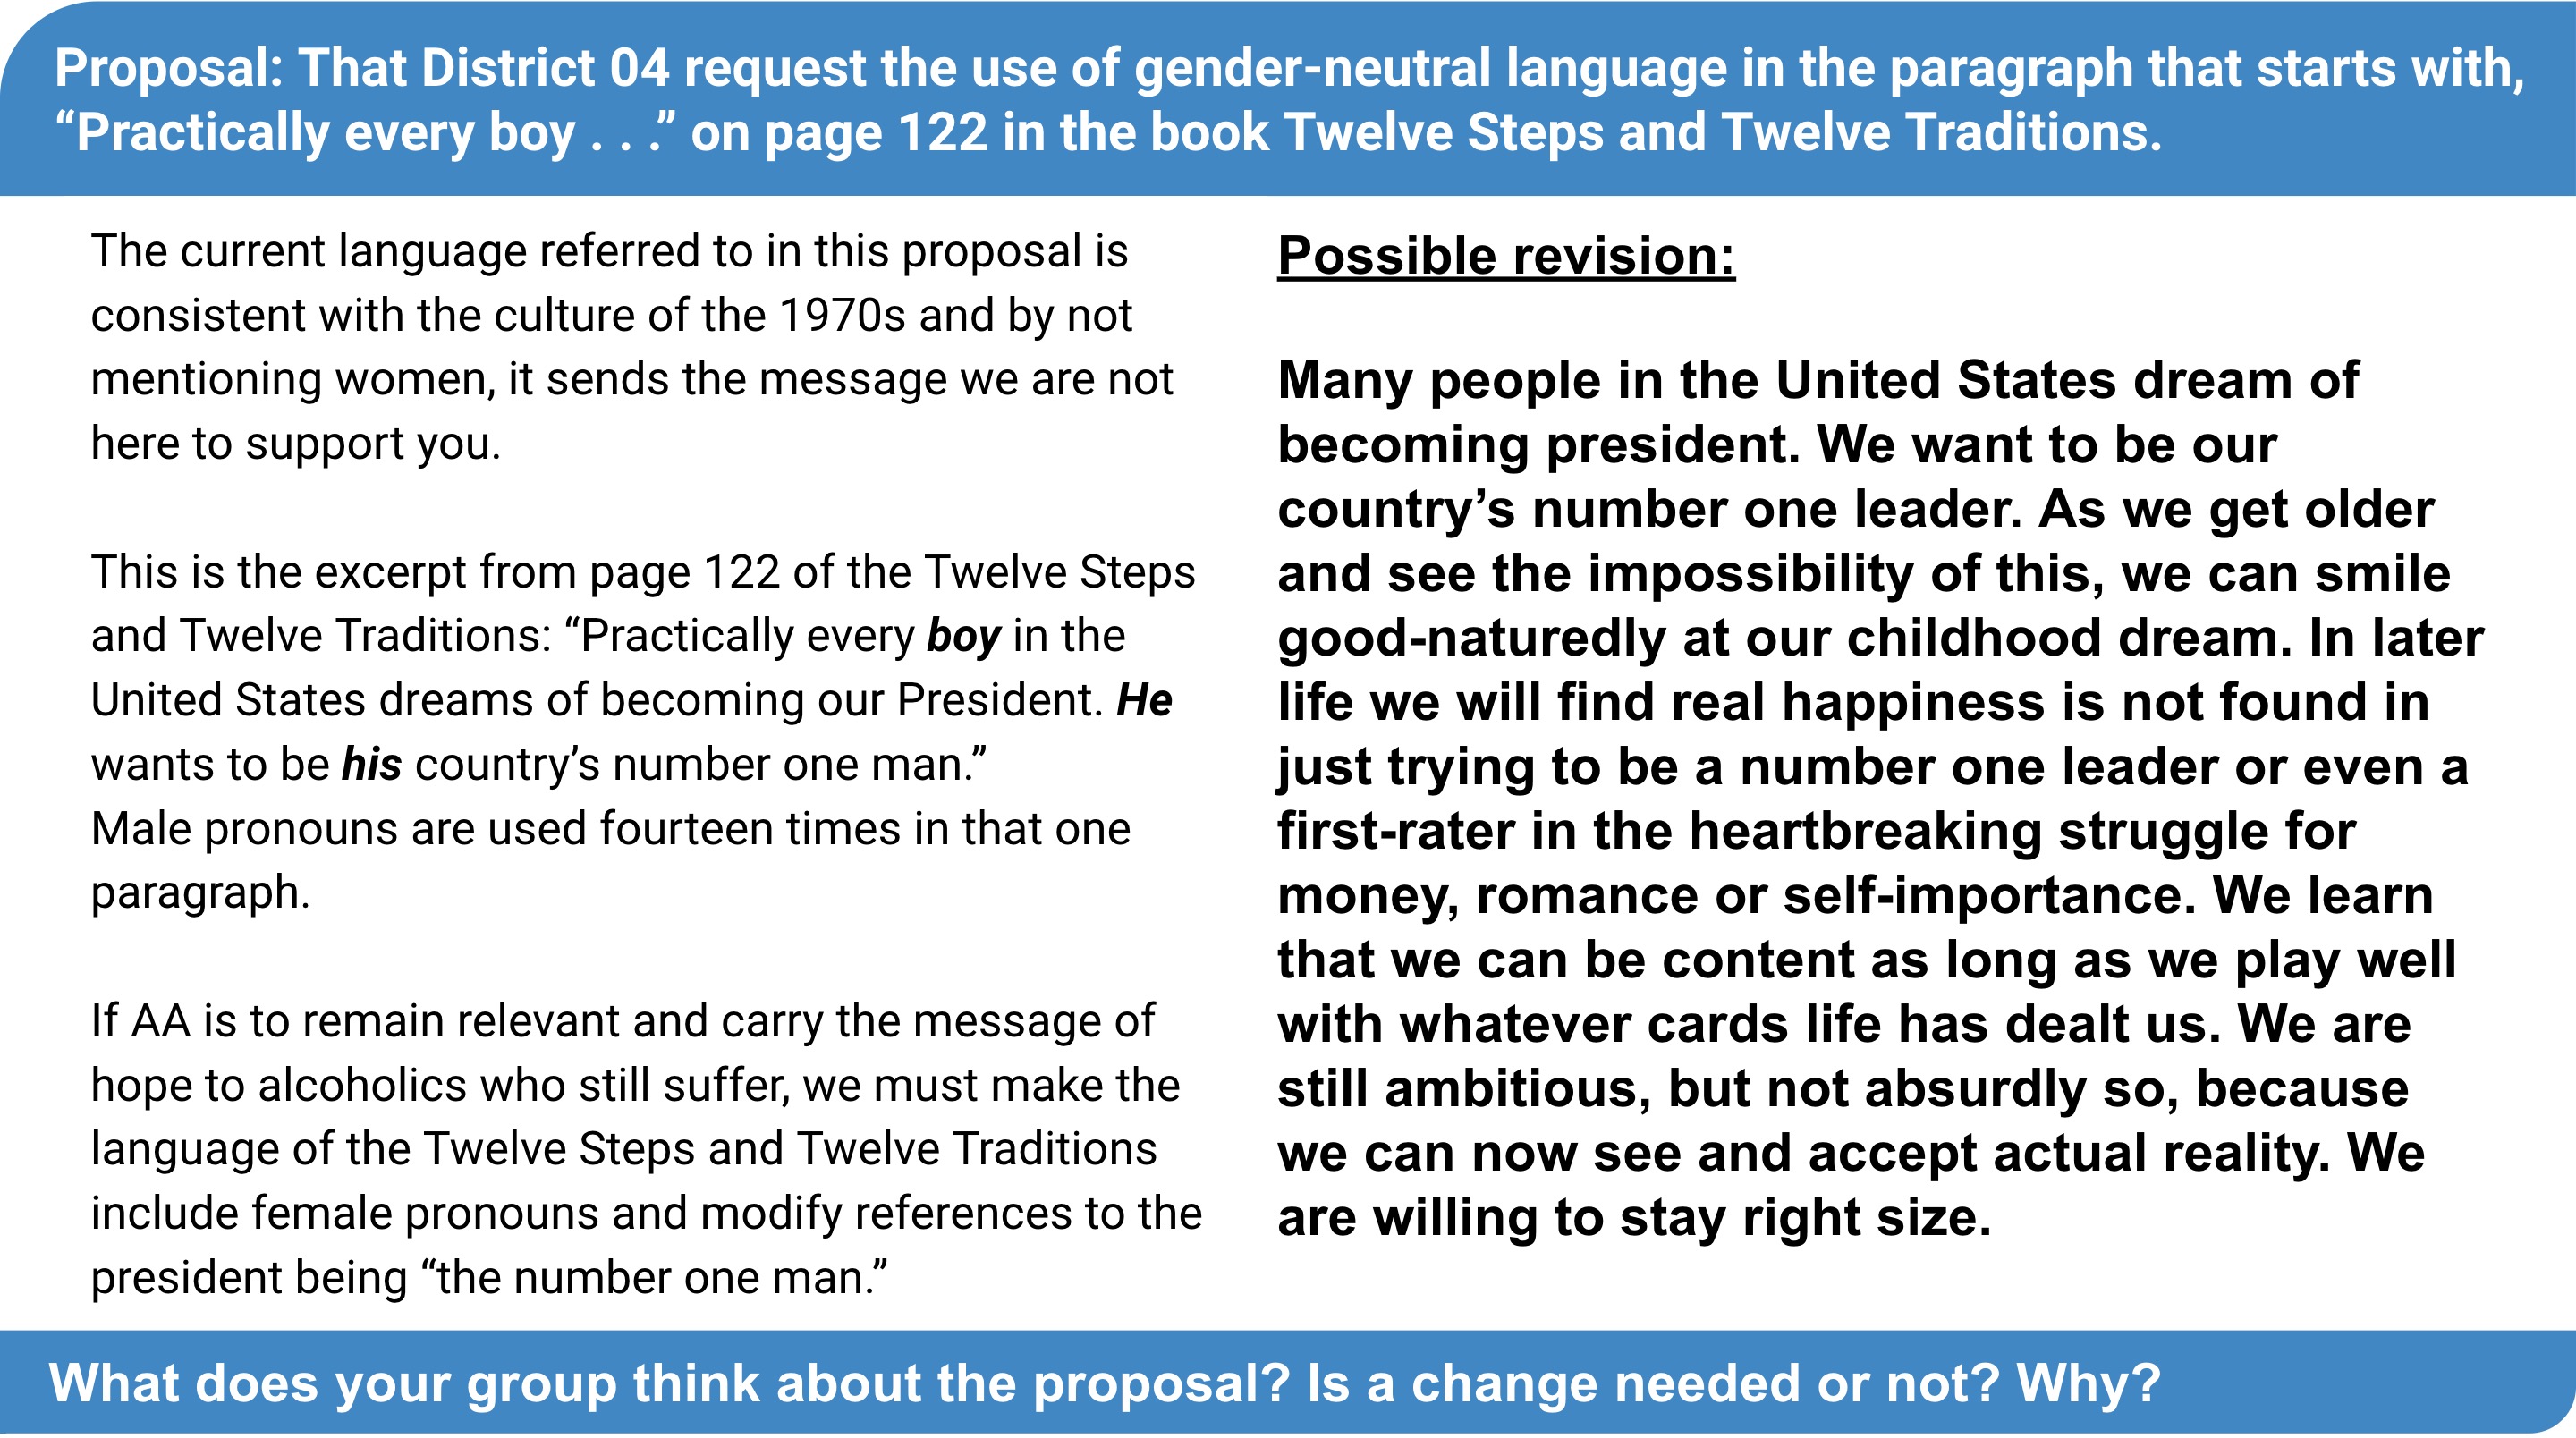 Proposal: That District 04 request the use of gender-neutral language in the paragraph that starts with,
“Practically every boy . . .” on page 122 in the book Twelve Steps and Twelve Traditions.
The current language referred to in this proposal is
consistent with the culture of the 1970s and by not
mentioning women, it sends the message we are not
here to support you.
This is the excerpt from page 122 of the Twelve Steps
and Twelve Traditions: “Practically every boy in the
United States dreams of becoming our President. He
wants to be his country’s number one man.”
Male pronouns are used fourteen times in that one
paragraph.
If AA is to remain relevant and carry the message of
hope to alcoholics who still suffer, we must make the
language of the Twelve Steps and Twelve Traditions
include female pronouns and modify references to the
president being “the number one man.”
Possible revision:
Many people in the United States dream of
becoming president. We want to be our
country’s number one leader. As we get older
and see the impossibility of this, we can smile
good-naturedly at our childhood dream. In later
life we will find real happiness is not found in
just trying to be a number one leader or even a
first-rater in the heartbreaking struggle for
money, romance or self-importance. We learn
that we can be content as long as we play well
with whatever cards life has dealt us. We are
still ambitious, but not absurdly so, because
we can now see and accept actual reality. We
are willing to stay right size.
What does your group think about the proposal? Is a change needed or not? Why?